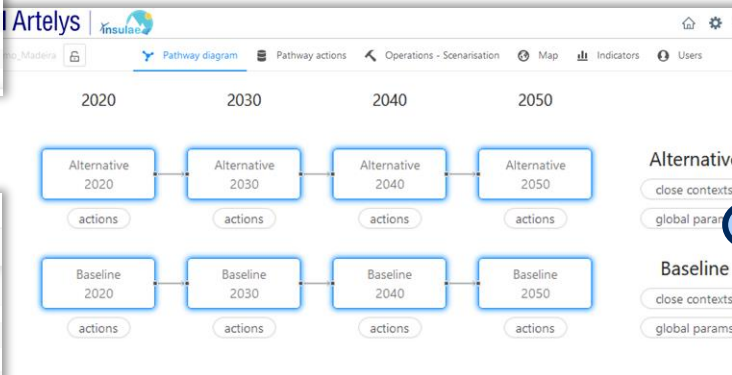 Artelys insulae
Pathway diagram Pathway actions Operations - Scenarisation Map Indicators Users
2020 2030 2040 2050
Alternative Alternative Alternative Alternative
2020 2030 2040 2050
close contexts
actions actions actions actions
Baseline
Baseline Baseline Baseline Baseline
2020 2030 2040 2050
close contexts
actions actions actions actions
global params